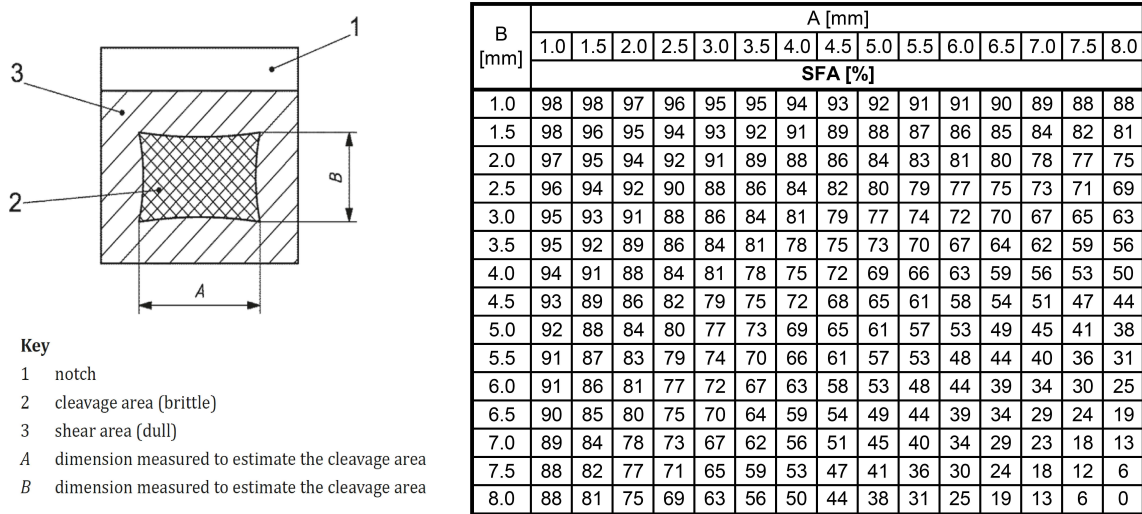 1
3
2
B
A
Key
1 notch
2 cleavage area (brittle)
3 shear area (dull)
A dimension measured to estimate the cleavage area
B dimension measured to estimate the cleavage area
B [mm] A [mm]
1.0 1.5 2.0 2.5 3.0 3.5 4.0 4.5 5.0 5.5 6.0 6.5 7.0 7.5 8.0
SFA [%]
1.0 98 98 97 96 95 95 94 93 92 91 91 90 89 88 88
1.5 98 96 95 94 93 92 91 89 88 87 86 85 84 82 81
2.0 97 95 94 92 91 89 88 86 84 83 81 80 78 77 75
2.5 96 94 92 90 88 86 84 82 80 79 77 75 73 71 69
3.0 95 93 91 88 86 84 81 79 77 74 72 70 67 65 63
3.5 95 92 89 86 84 81 78 75 73 70 67 64 62 59 56
4.0 94 91 88 84 81 78 75 72 69 66 63 59 56 53 50
4.5 93 89 86 82 79 75 72 68 65 61 58 54 51 47 44
5.0 92 88 84 80 77 73 69 65 61 57 53 49 45 41 38
5.5 91 87 83 79 74 70 66 61 57 53 48 44 40 36 31
6.0 91 86 81 77 72 67 63 58 53 48 44 39 34 30 25
6.5 90 85 80 75 70 64 59 54 49 44 39 34 29 24 19
7.0 89 84 78 73 67 62 56 51 45 40 34 29 23 18 13
7.5 88 82 77 71 65 59 53 47 41 36 30 24 18 12 6
8.0 88 81 75 69 63 56 50 44 38 31 25 19 13 6 0